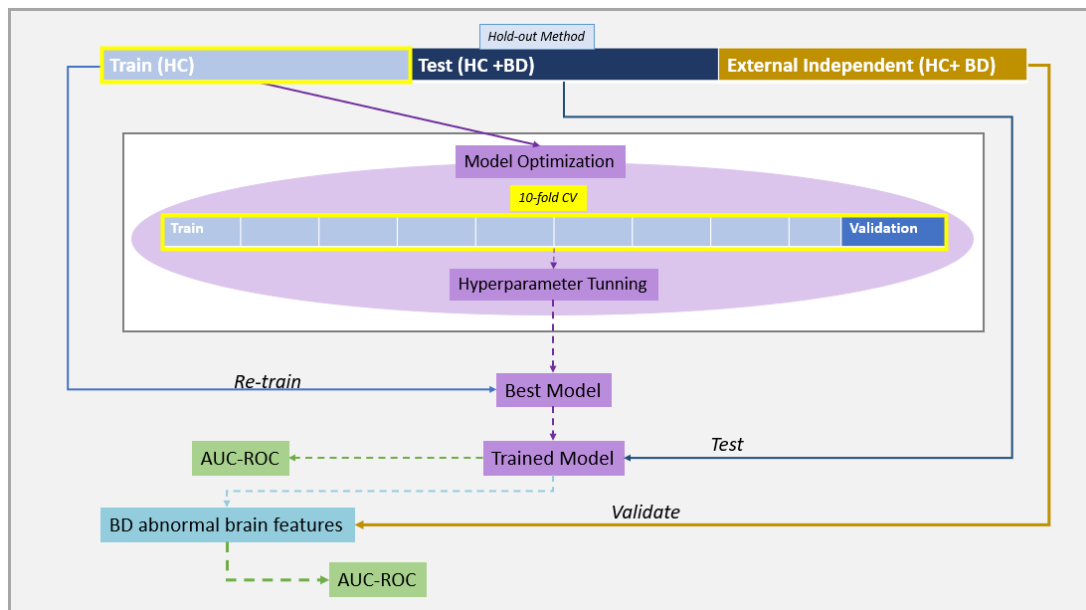 Hold-out Method
Train (HC)
Test (HC +BD)
External Independent (HC+ BD)
Model Optimization
10-fold CV
Train
Validation
Hyperparameter Tunning
Re-train
Best Model
AUC-ROC
Trained Model
Test
BD abnormal brain features
Validate
AUC-ROC